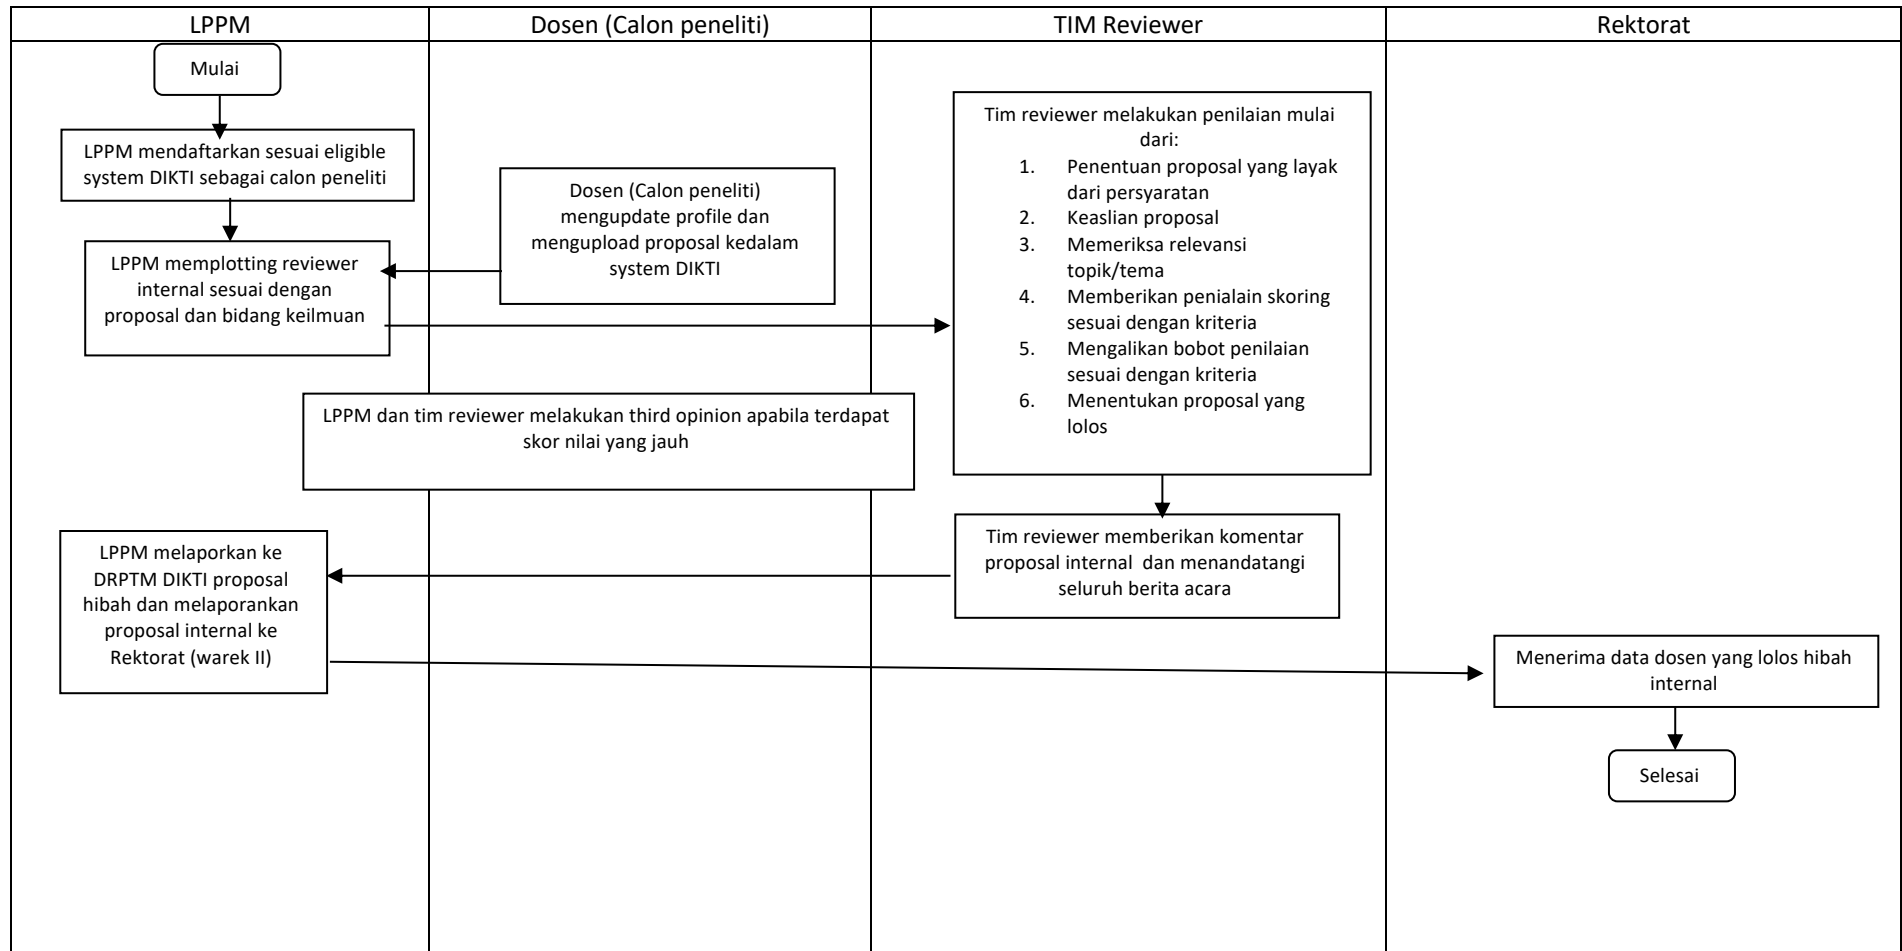 LPPM
Dosen (Calon peneliti)
TIM Reviewer
Rektorat
Mulai
LPPM mendaftarkan sesuai eligible
system DIKTI sebagai calon peneliti
Dosen (Calon peneliti)
mengupdate profile dan
mengupload proposal kedalam
system DIKTI
LPPM memplotting reviewer
internal sesuai dengan
proposal dan bidang keilmuan
Tim reviewer melakukan penilaian mulai
dari:
1. Penentuan proposal yang layak
dari persyaratan
2. Keaslian proposal
3. Memeriksa relevansi
topik/tema
4. Memberikan penialain skoring
sesuai dengan kriteria
5. Mengalikan bobot penilaian
sesuai dengan kriteria
6. Menentukan proposal yang
lolos
LPPM dan tim reviewer melakukan third opinion apabila terdapat
skor nilai yang jauh
Tim reviewer memberikan komentar
proposal internal dan menandatangi
seluruh berita acara
LPPM melaporkan ke
DRPTM DIKTI proposal
hibah dan melaporankan
proposal internal ke
Rektorat (warek II)
Menerima data dosen yang lolos hibah
internal
Selesai